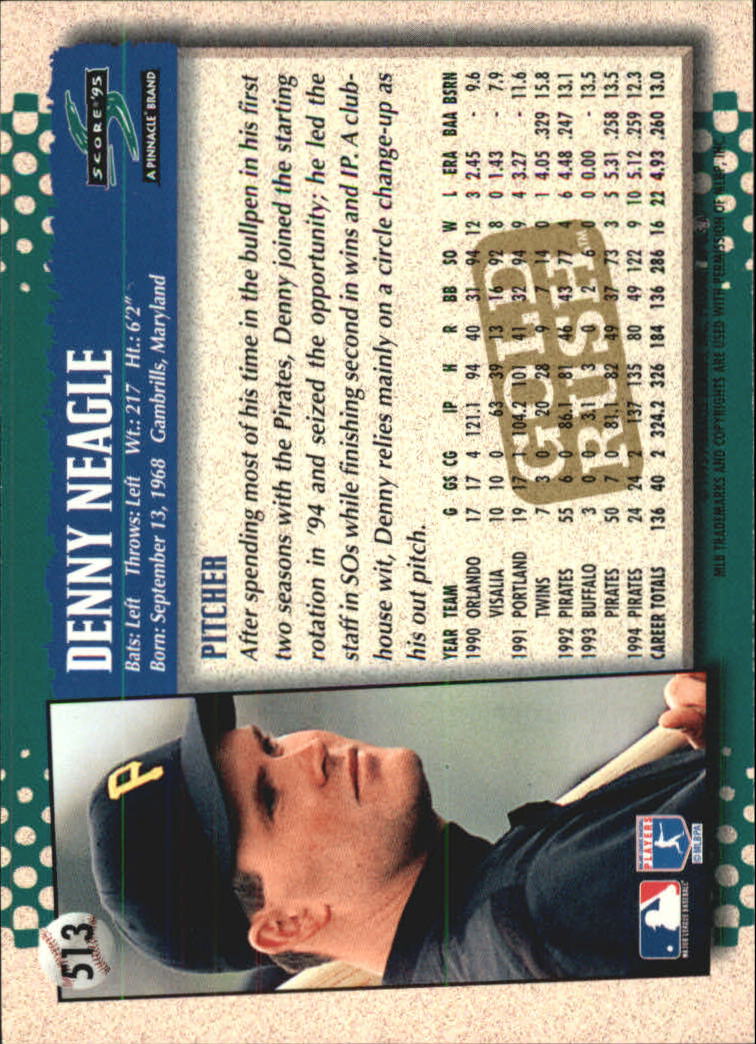 513
DENNY NEAGLE
Bats: Left Throws: Left Wt.: 217 Ht.: 6'2"
Born: September 13, 1968 Gambrills, Maryland
SCORE® '95
A PINNACLE® BRAND
PITCHER
After spending most of his time in the bullpen in his first
two seasons with the Pirates, Denny joined the starting
rotation in '94 and seized the opportunity; he led the
staff in SOs while finishing second in wins and IP. A club-
house wit, Denny relies mainly on a circle change-up as
his out pitch.
YEAR TEAM G GS CG IP H R BB SO W L ERA BAA BSRN
1990 ORLANDO 17 17 4 121.1 94 40 31 94 12 3 2.45 - 9.6
VISALIA 10 10 0 63 39 13 16 92 8 0 1.43 - 7.9
1991 PORTLAND 19 17 1 104.2 101 41 32 94 9 4 3.27 - 11.6
TWINS 7 3 0 20 28 9 7 14 0 1 4.05 .329 15.8
1992 PIRATES 55 6 0 86.1 81 46 43 77 4 6 4.48 .247 13.1
1993 BUFFALO 3 0 0 3.1 3 0 2 6 0 0 0.00 - 13.5
PIRATES 50 7 0 81.1 82 49 37 73 3 5 5.31 .258 13.5
1994 PIRATES 24 24 2 137 135 80 49 122 9 10 5.12 .259 12.3
CAREER TOTALS 136 40 2 324.2 326 184 136 286 16 22 4.93 .260 13.0
GOLD
RUSH™
MLB TRADEMARKS AND COPYRIGHTS ARE USED WITH PERMISSION OF MLBP, INC.
MAJOR LEAGUE BASEBALL
PLAYERS
©MLBPA
P